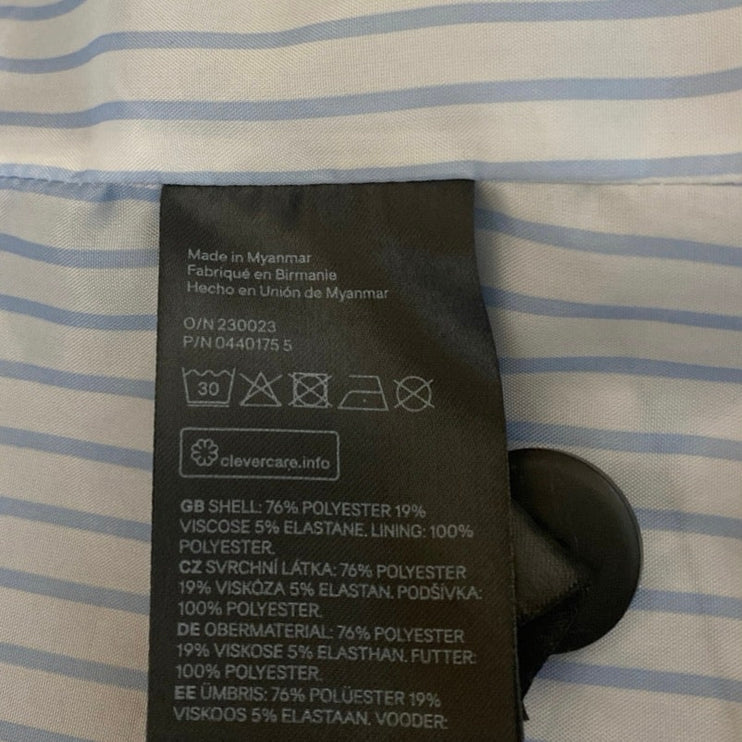 Made in Myanmar
Fabriqué en Birmanie
Hecho en Unión de Myanmar
O/N 230023
P/N 0440175 5
30
clevercare.info
GB SHELL: 76% POLYESTER 19%
VISCOSE 5% ELASTANE. LINING: 100%
POLYESTER.
CZ SVRCHNÍ LÁTKA: 76% POLYESTER
19% VISKÓZA 5% ELASTAN. PODŠÍVKA:
100% POLYESTER.
DE OBERMATERIAL: 76% POLYESTER
19% VISKOSE 5% ELASTHAN. FUTTER:
100% POLYESTER.
EE ÜMBRIS: 76% POLÜESTER 19%
VISKOOS 5% ELASTAAN. VOODER: